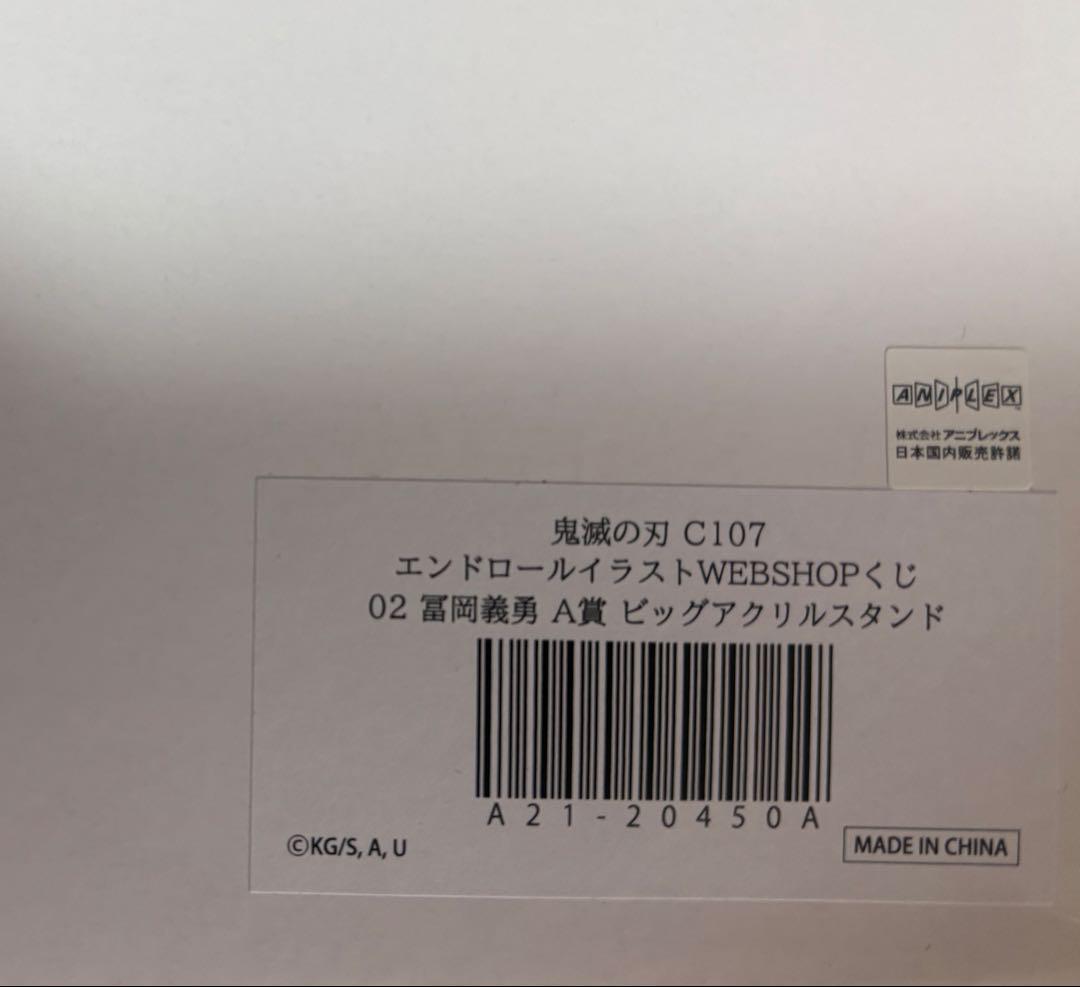 ANIPLEX
株式会社アニプレックス
日本国内販売許諾
鬼滅の刃 C107
エンドロールイラストWEBSHOPくじ
02 冨岡義勇 A賞 ビッグアクリルスタンド
A21-20450A
©KG/S, A, U
MADE IN CHINA